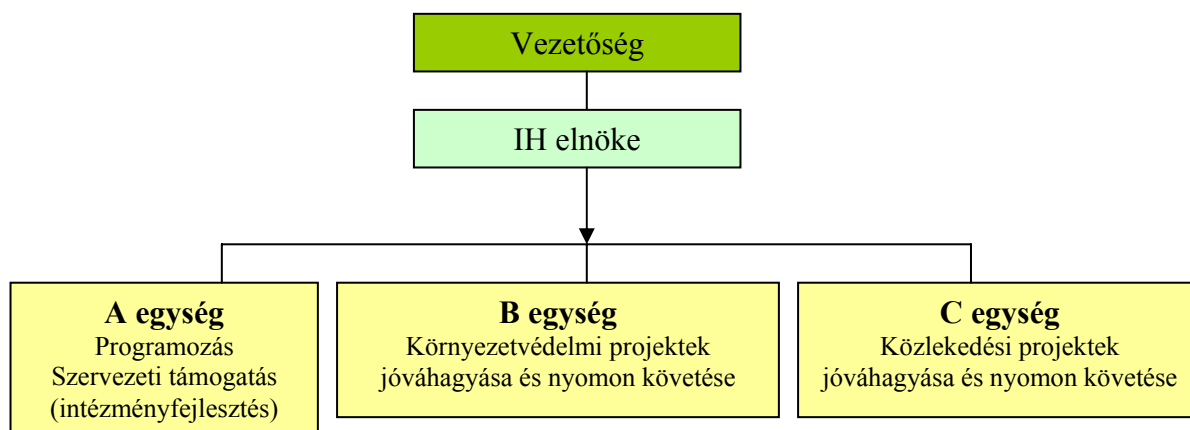 Vezetőség
IH elnöke
A egység
Programozás
Szervezeti támogatás
(intézményfejlesztés)
B egység
Környezetvédelmi projektek
jóváhagyása és nyomon követése
C egység
Közlekedési projektek
jóváhagyása és nyomon követése